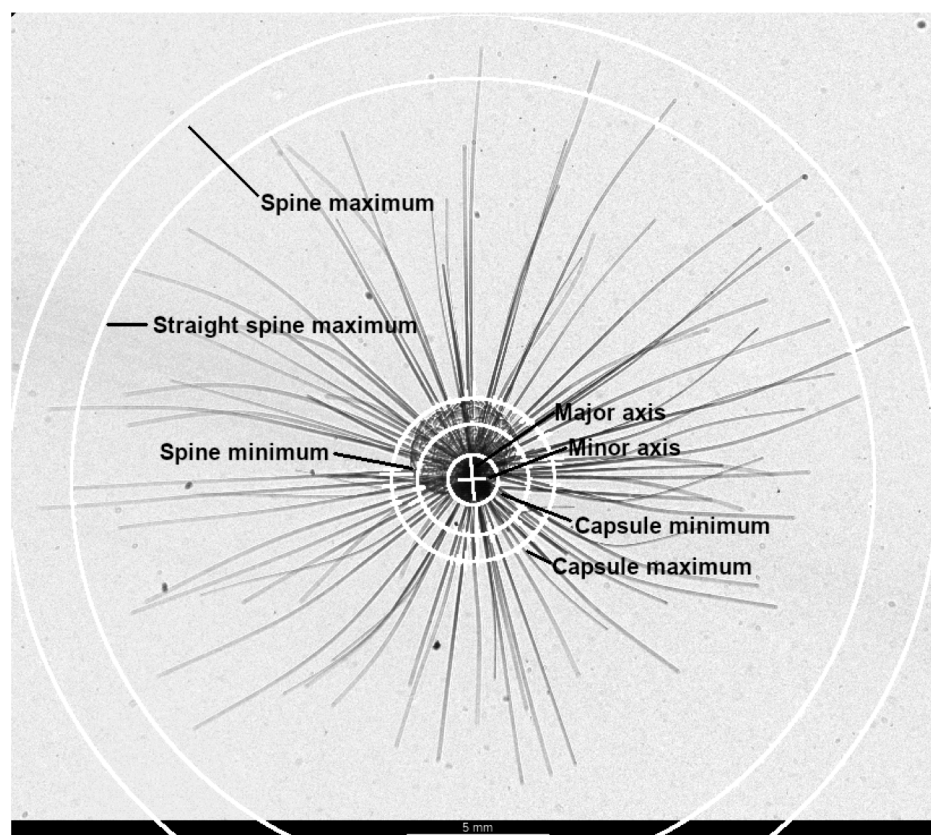 Spine maximum
Straight spine maximum
Major axis
Minor axis
Spine minimum
Capsule minimum
Capsule maximum
5 mm